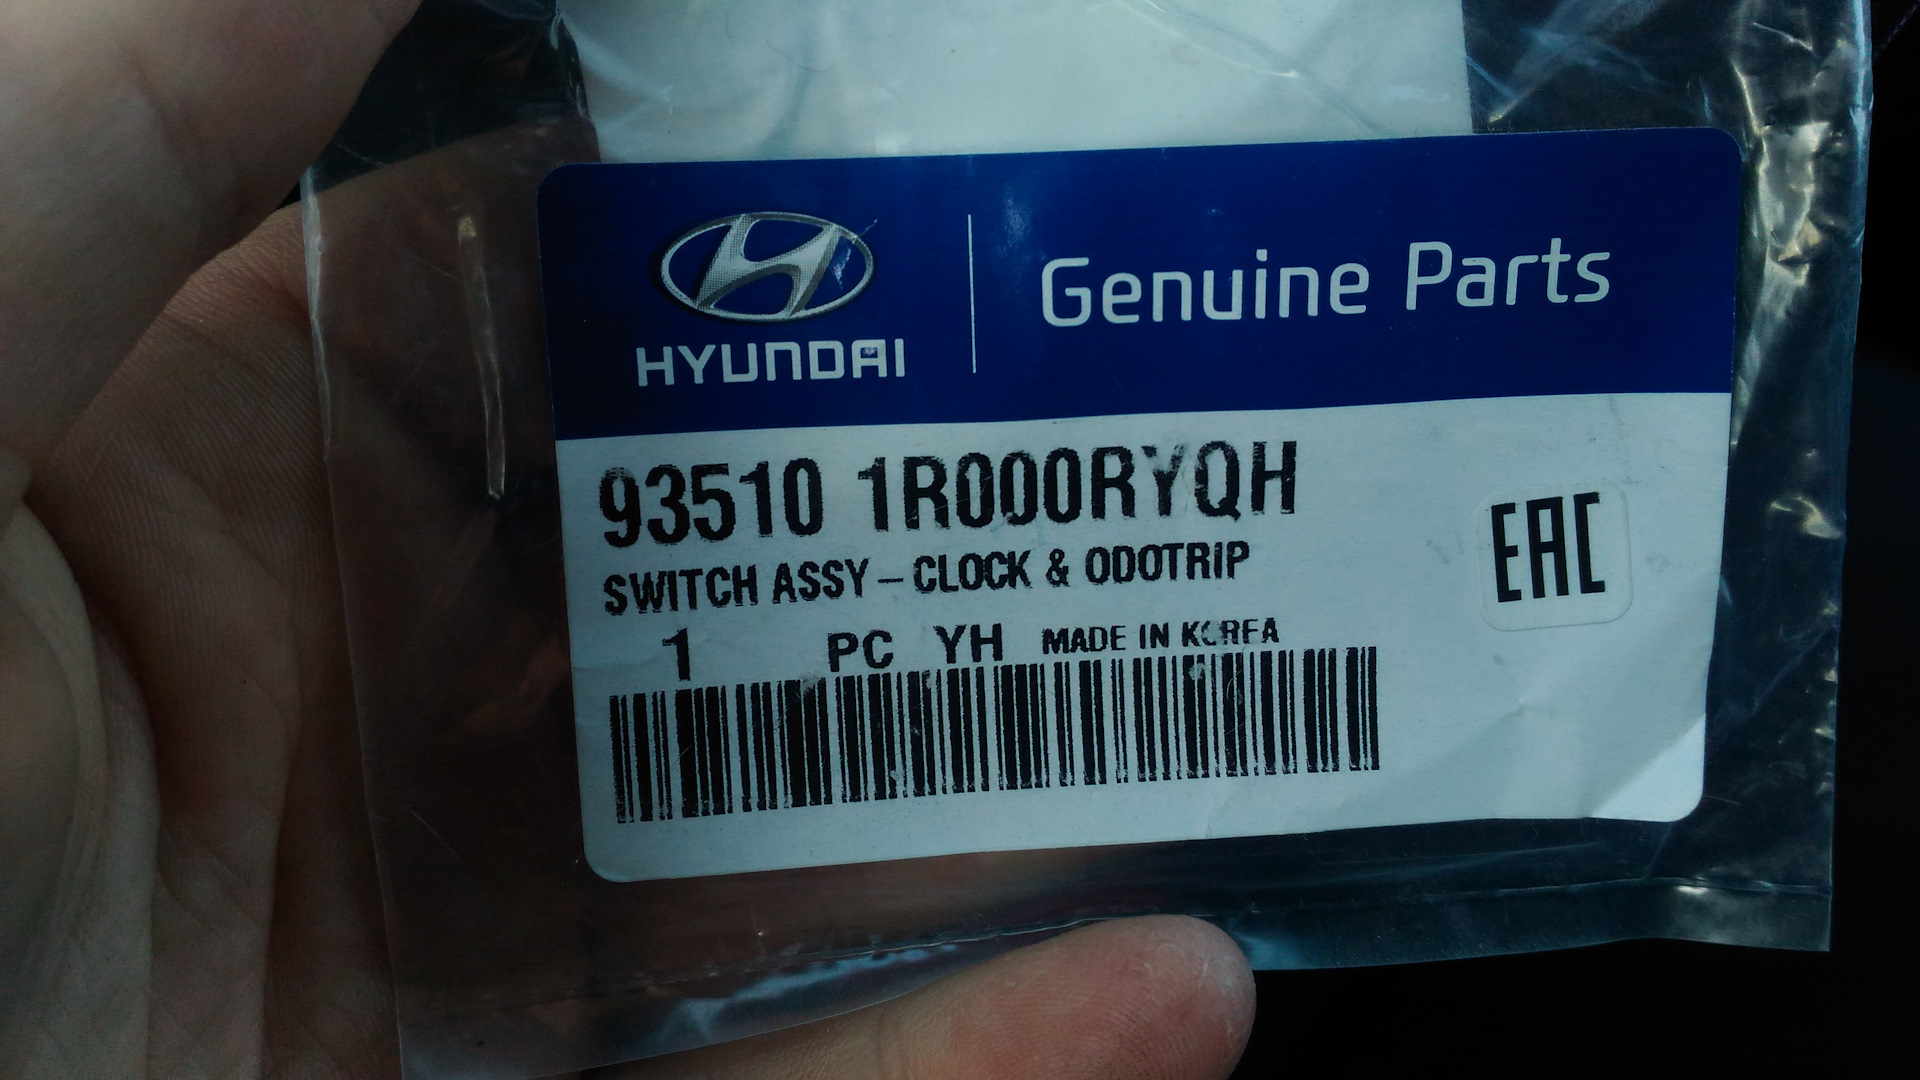 HYUNDAI
Genuine Parts
93510 1R000RYQH
SWITCH ASSY – CLOCK & ODOTRIP
1 PC YH MADE IN KOREA
EAC